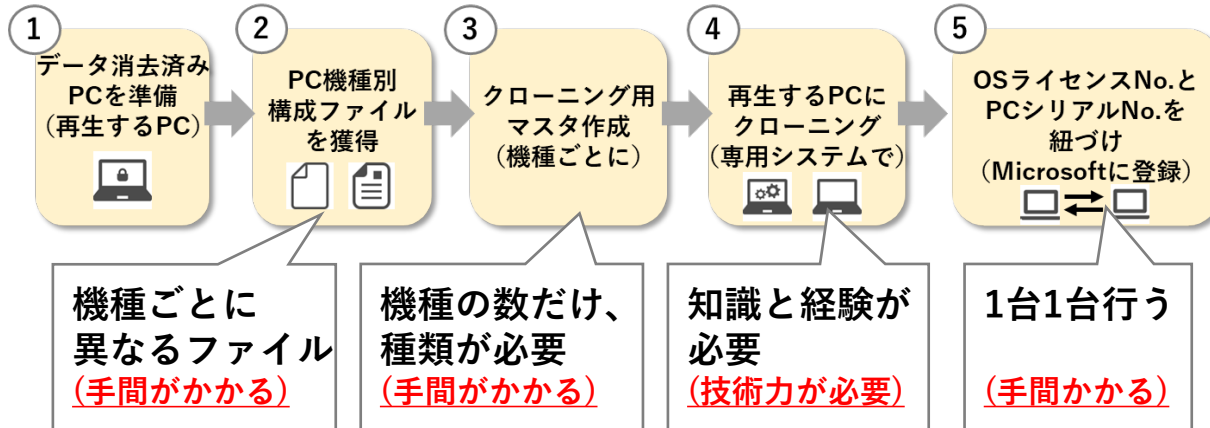 1
データ消去済み
PCを準備
（再生するPC）
2
PC機種別
構成ファイル
を獲得
3
クローニング用
マスタ作成
（機種ごとに）
4
再生するPCに
クローニング
（専用システムで）
5
OSライセンスNo.と
PCシリアルNo.を
紐づけ
（Microsoftに登録）
機種ごとに
異なるファイル
(手間がかかる)
機種の数だけ、
種類が必要
(手間がかかる)
知識と経験が
必要
(技術力が必要)
1台1台行う
(手間かかる)